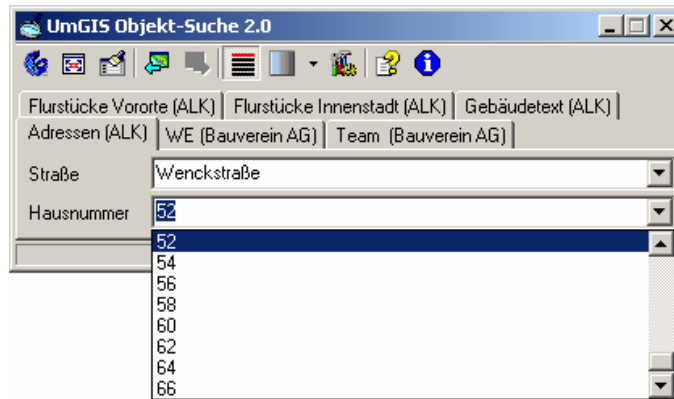 UmGIS Objekt-Suche 2.0
Flurstücke Vororte (ALK) Flurstücke Innenstadt (ALK) Gebäudetext (ALK)
Adressen (ALK) WE (Bauverein AG) Team (Bauverein AG)
Straße Wenckstraße
Hausnummer 52
52
54
56
58
60
62
64
66